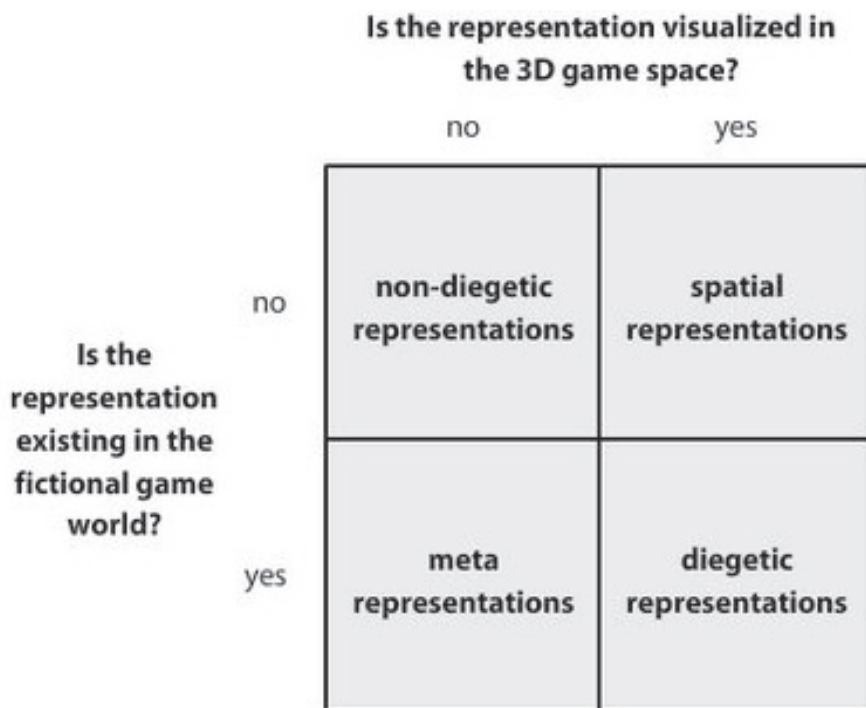 Is the representation visualized in
the 3D game space?
no yes
no
non-diegetic
representations
spatial
representations
Is the
representation
existing in the
fictional game
world?
yes
meta
representations
diegetic
representations